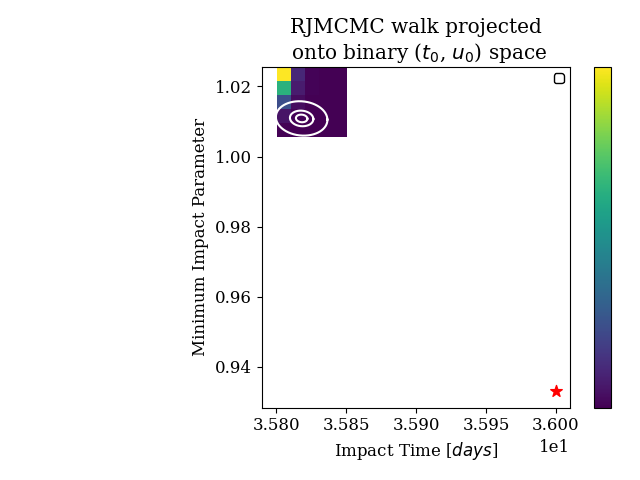 RJMCMC walk projected
onto binary (t₀, u₀) space
1.02
1.00
0.98
0.96
0.94
Minimum Impact Parameter
3.580 3.585 3.590 3.595 3.600
1e1
Impact Time [days]